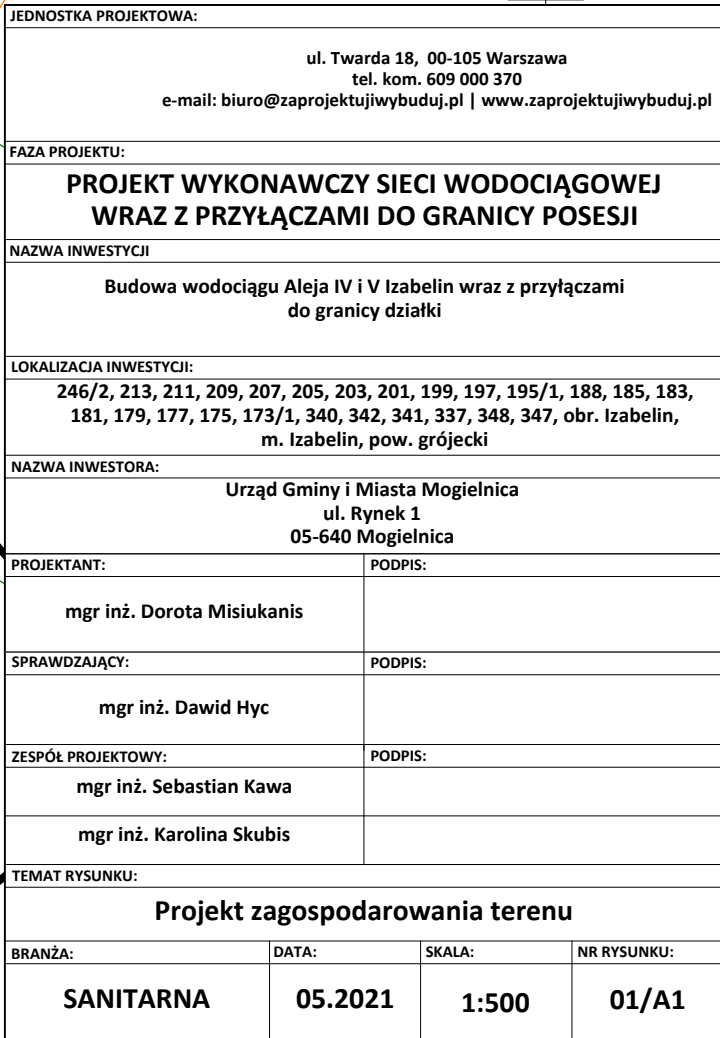 JEDNOSTKA PROJEKTOWA:
ul. Twarda 18, 00-105 Warszawa
tel. kom. 609 000 370
e-mail: biuro@zaprojektujiwybuduj.pl | www.zaprojektujiwybuduj.pl
FAZA PROJEKTU:
PROJEKT WYKONAWCZY SIECI WODOCIĄGOWEJ
WRAZ Z PRZYŁĄCZAMI DO GRANICY POSESJI
NAZWA INWESTYCJI
Budowa wodociągu Aleja IV i V Izabelin wraz z przyłączami
do granicy działki
LOKALIZACJA INWESTYCJI:
246/2, 213, 211, 209, 207, 205, 203, 201, 199, 197, 195/1, 188, 185, 183,
181, 179, 177, 175, 173/1, 340, 342, 341, 337, 348, 347, obr. Izabelin,
m. Izabelin, pow. grójecki
NAZWA INWESTORA:
Urząd Gminy i Miasta Mogielnica
ul. Rynek 1
05-640 Mogielnica
PROJEKTANT: PODPIS:
mgr inż. Dorota Misiukanis
SPRAWDZAJĄCY: PODPIS:
mgr inż. Dawid Hyc
ZESPÓŁ PROJEKTOWY: PODPIS:
mgr inż. Sebastian Kawa
mgr inż. Karolina Skubis
TEMAT RYSUNKU:
Projekt zagospodarowania terenu
BRANŻA: DATA: SKALA: NR RYSUNKU:
SANITARNA 05.2021 1:500 01/A1